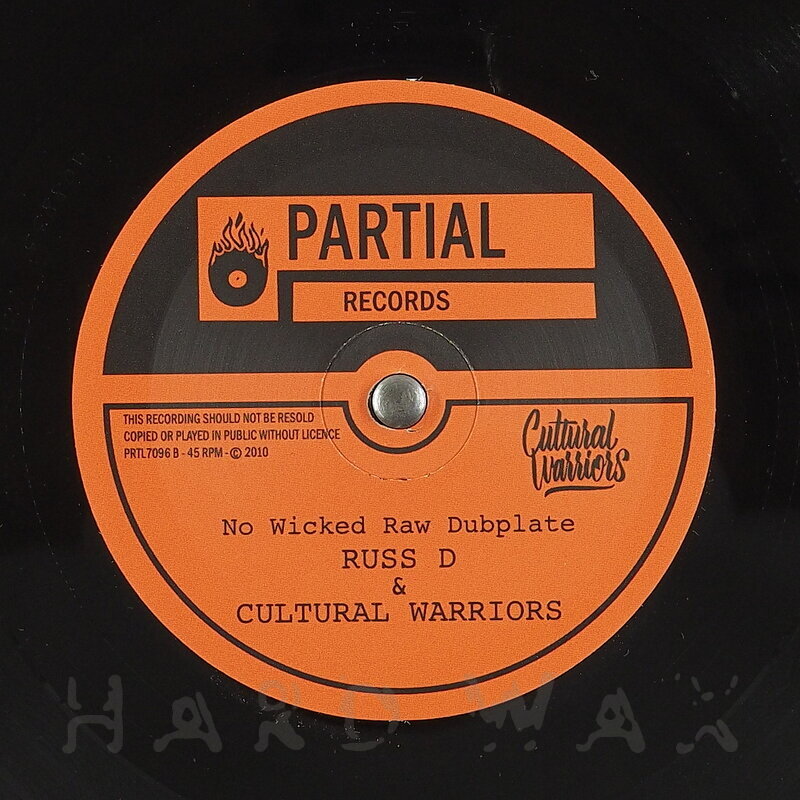 PARTIAL
RECORDS
THIS RECORDING SHOULD NOT BE RESOLD
COPIED OR PLAYED IN PUBLIC WITHOUT LICENCE
PRTL7096 B - 45 RPM - © 2010
Cultural
Warriors
No Wicked Raw Dubplate
RUSS D
&
CULTURAL WARRIORS
HARD WAX